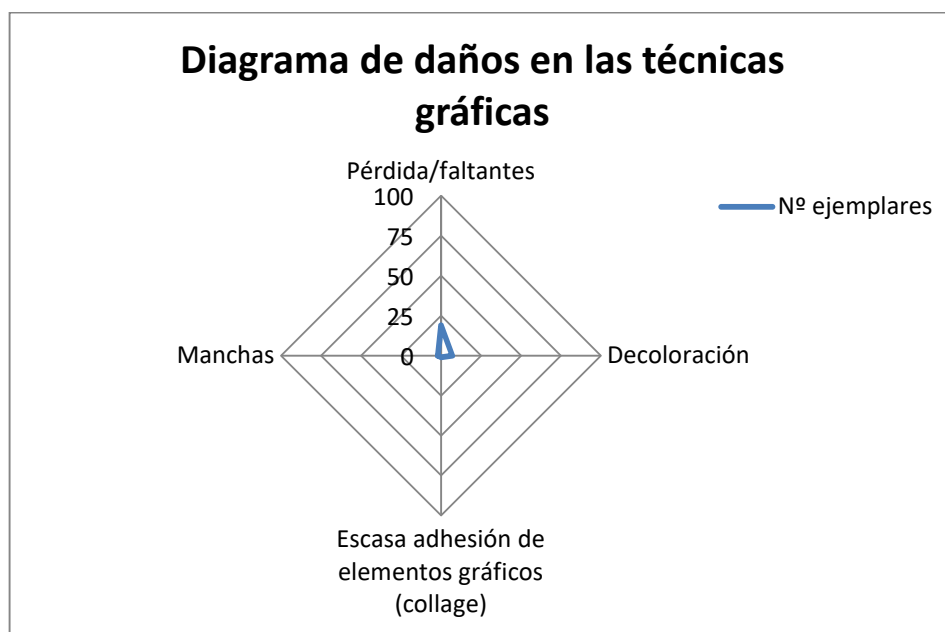 Diagrama de daños en las técnicas
gráficas
Pérdida/faltantes
100
75
50
25
0
Nº ejemplares
Manchas
Decoloración
Escasa adhesión de
elementos gráficos
(collage)